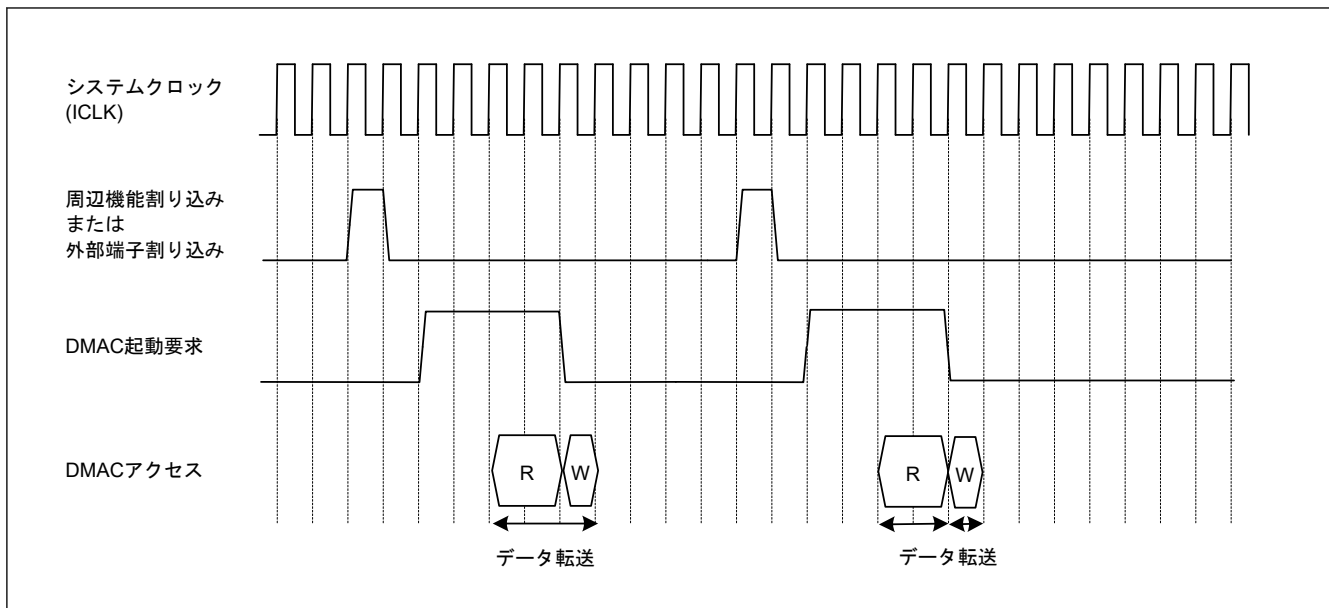 システムクロック
(ICLK)
周辺機能割り込み
または
外部端子割り込み
DMAC起動要求
DMACアクセス
R W R W
データ転送 データ転送